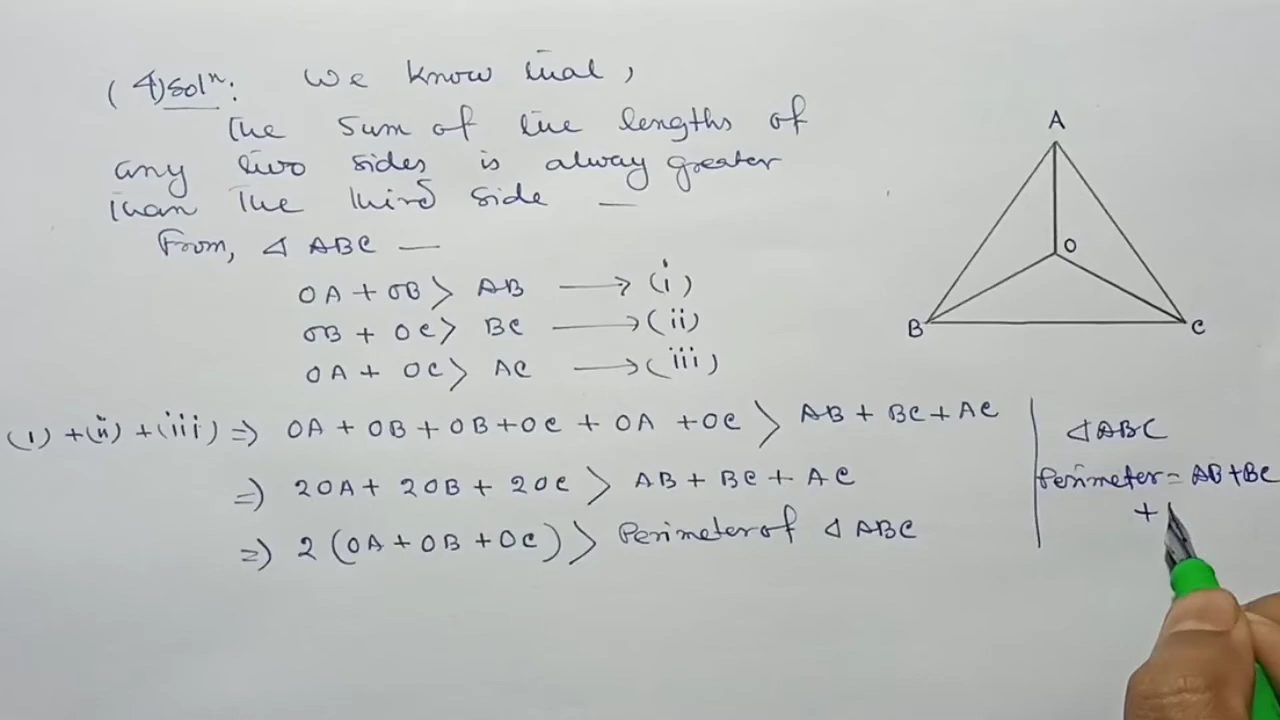 (4) Solⁿ: We know that,
The sum of the lengths of
any two sides is alway greater
than the third side —
From, ◁ ABC —
OA + OB > AB ⟶ (i)
OB + OC > BC ⟶ (ii)
OA + OC > AC ⟶ (iii)
(i) + (ii) + (iii) ⇒ OA + OB + OB + OC + OA + OC > AB + BC + AC
⇒ 2OA + 2OB + 2OC > AB + BC + AC
⇒ 2 (OA + OB + OC) > Perimeter of ◁ ABC
A
O
B
C
◁ABC
Perimeter = AB + BC
+